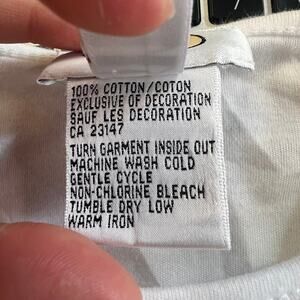 100% COTTON/COTON
EXCLUSIVE OF DECORATION
SAUF LES DECORATION
CA 23147
TURN GARMENT INSIDE OUT
MACHINE WASH COLD
GENTLE CYCLE
NON-CHLORINE BLEACH
TUMBLE DRY LOW
WARM IRON